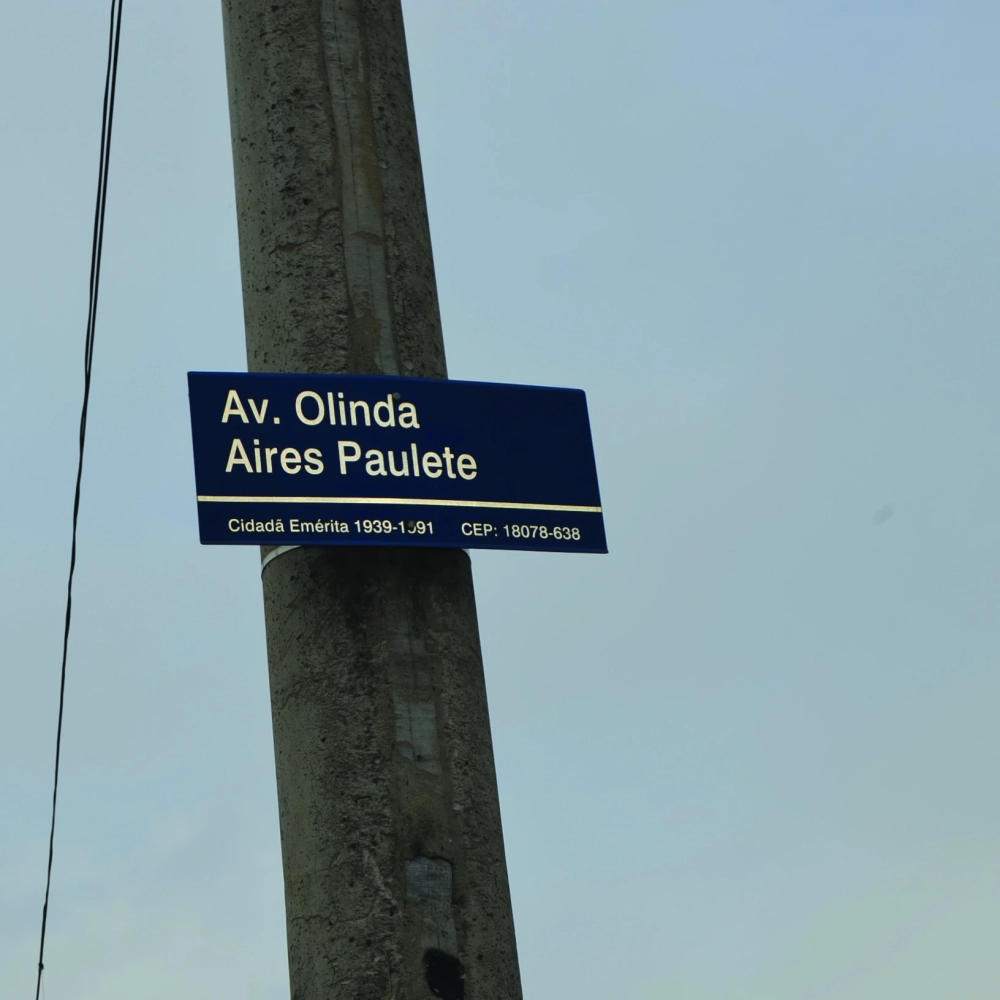 Av. Olinda
Aires Paulete
Cidadã Emérita 1939-1991 CEP: 18078-638